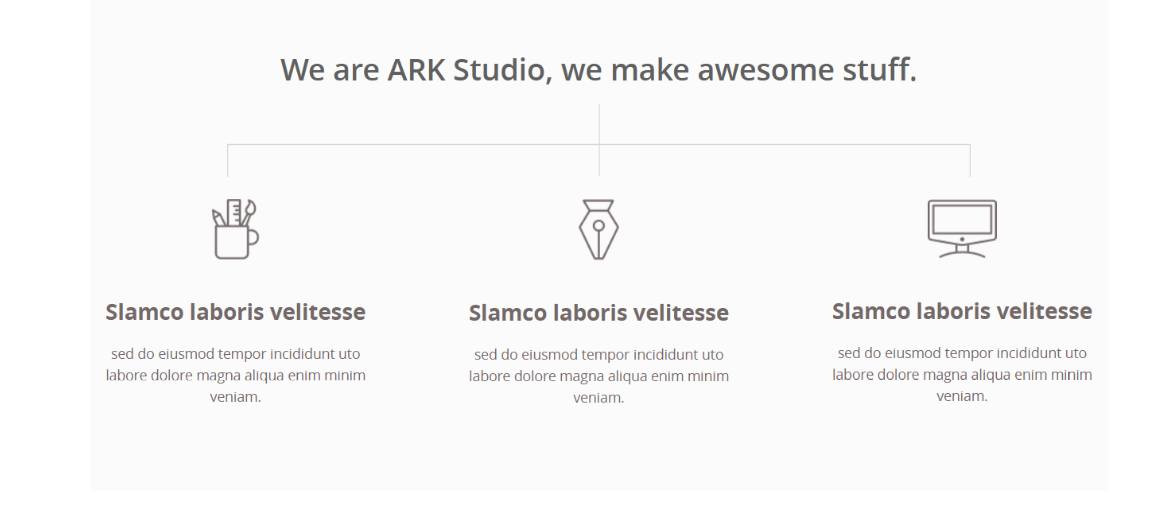 We are ARK Studio, we make awesome stuff.
Slamco laboris velitesse
sed do eiusmod tempor incididunt uto
labore dolore magna aliqua enim minim
veniam.
Slamco laboris velitesse
sed do eiusmod tempor incididunt uto
labore dolore magna aliqua enim minim
veniam.
Slamco laboris velitesse
sed do eiusmod tempor incididunt uto
labore dolore magna aliqua enim minim
veniam.